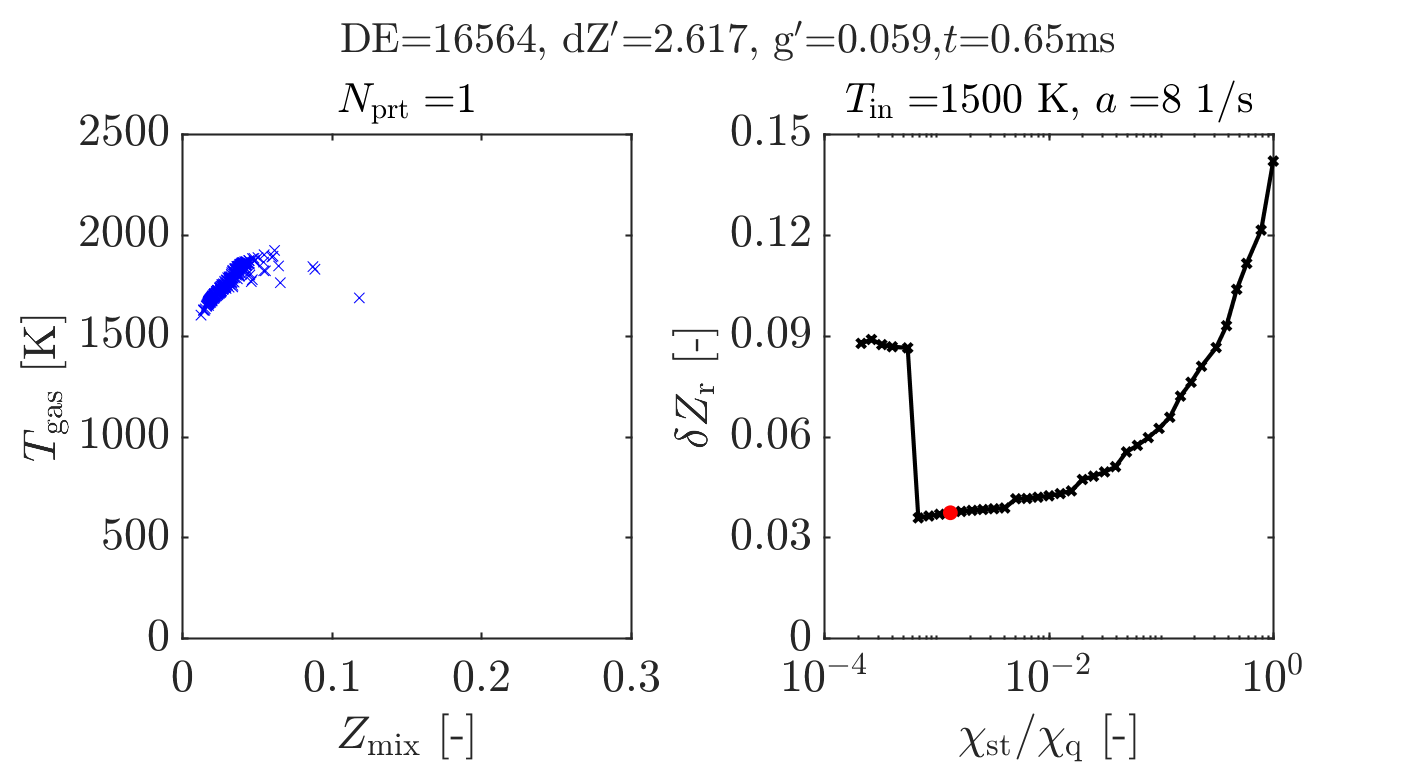 DE=16564, dZ′=2.617, g′=0.059,t=0.65ms
N_prt =1
2500
2000
1500
1000
500
0
0 0.1 0.2 0.3
T_gas [K]
Z_mix [-]
T_in =1500 K, a =8 1/s
0.15
0.12
0.09
0.06
0.03
0
10⁻⁴ 10⁻² 10⁰
δZ_r [-]
χ_st/χ_q [-]